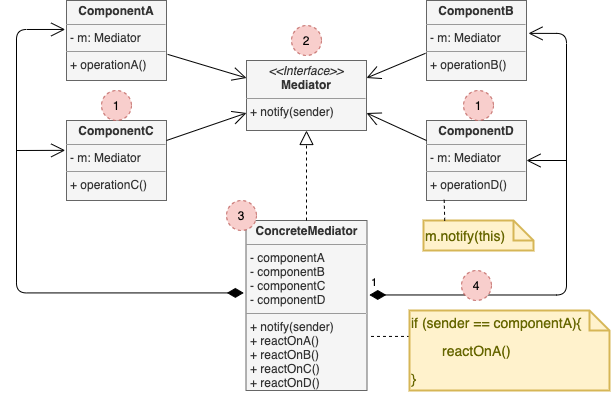 ComponentA
- m: Mediator
+ operationA()
ComponentB
- m: Mediator
+ operationB()
2
<<Interface>>
Mediator
+ notify(sender)
1
ComponentC
- m: Mediator
+ operationC()
1
ComponentD
- m: Mediator
+ operationD()
m.notify(this)
3
ConcreteMediator
- componentA
- componentB
- componentC
- componentD
+ notify(sender)
+ reactOnA()
+ reactOnB()
+ reactOnC()
+ reactOnD()
1
4
if (sender == componentA){
reactOnA()
}